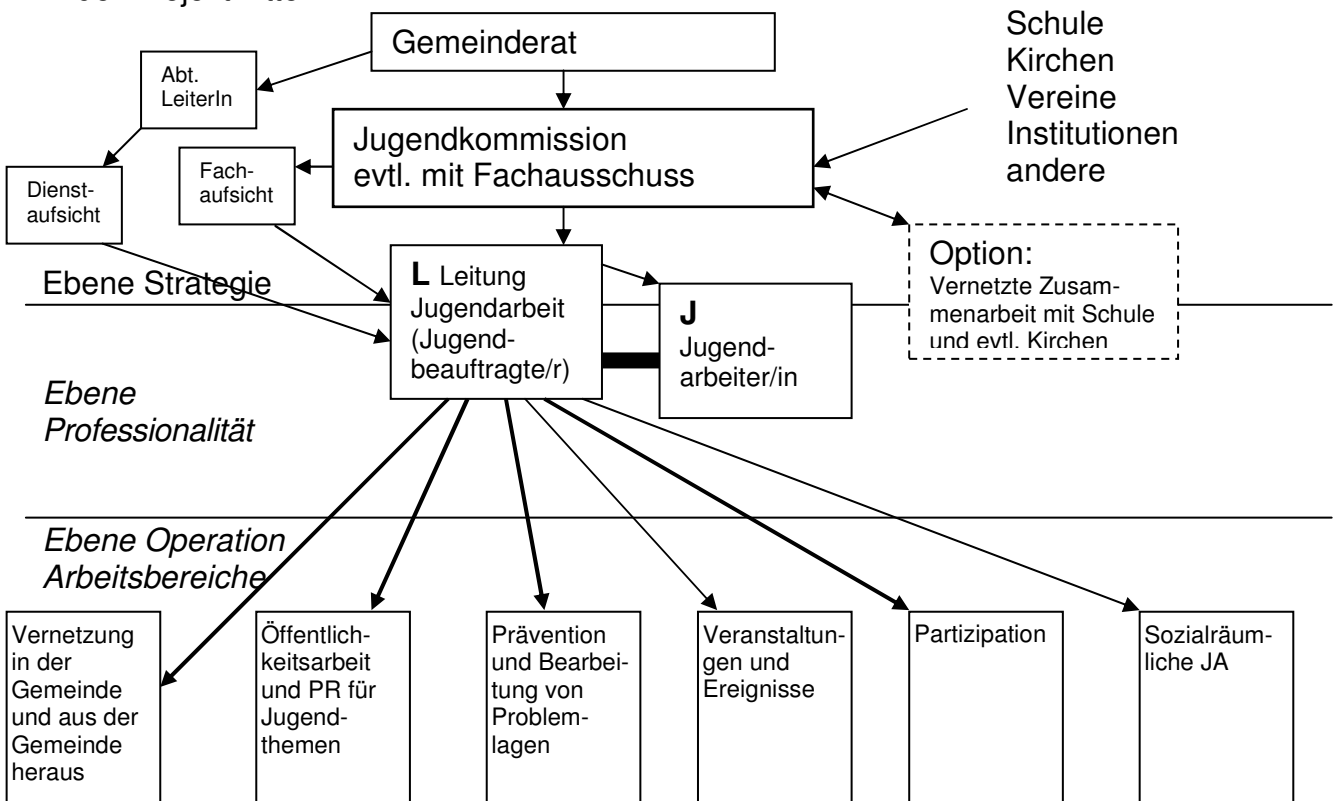 Gemeinderat
Schule
Kirchen
Vereine
Institutionen
andere
Abt.
LeiterIn
Jugendkommission
evtl. mit Fachausschuss
Fach-
aufsicht
Dienst-
aufsicht
Option:
Vernetzte Zusam-
menarbeit mit Schule
und evtl. Kirchen
Ebene Strategie
L Leitung
Jugendarbeit
(Jugend-
beauftragte/r)
J
Jugend-
arbeiter/in
Ebene
Professionalität
Ebene Operation
Arbeitsbereiche
Vernetzung
in der
Gemeinde
und aus der
Gemeinde
heraus
Öffentlich-
keitsarbeit
und PR für
Jugend-
themen
Prävention
und Bearbei-
tung von
Problem-
lagen
Veranstaltun-
gen und
Ereignisse
Partizipation
Sozialräum-
liche JA